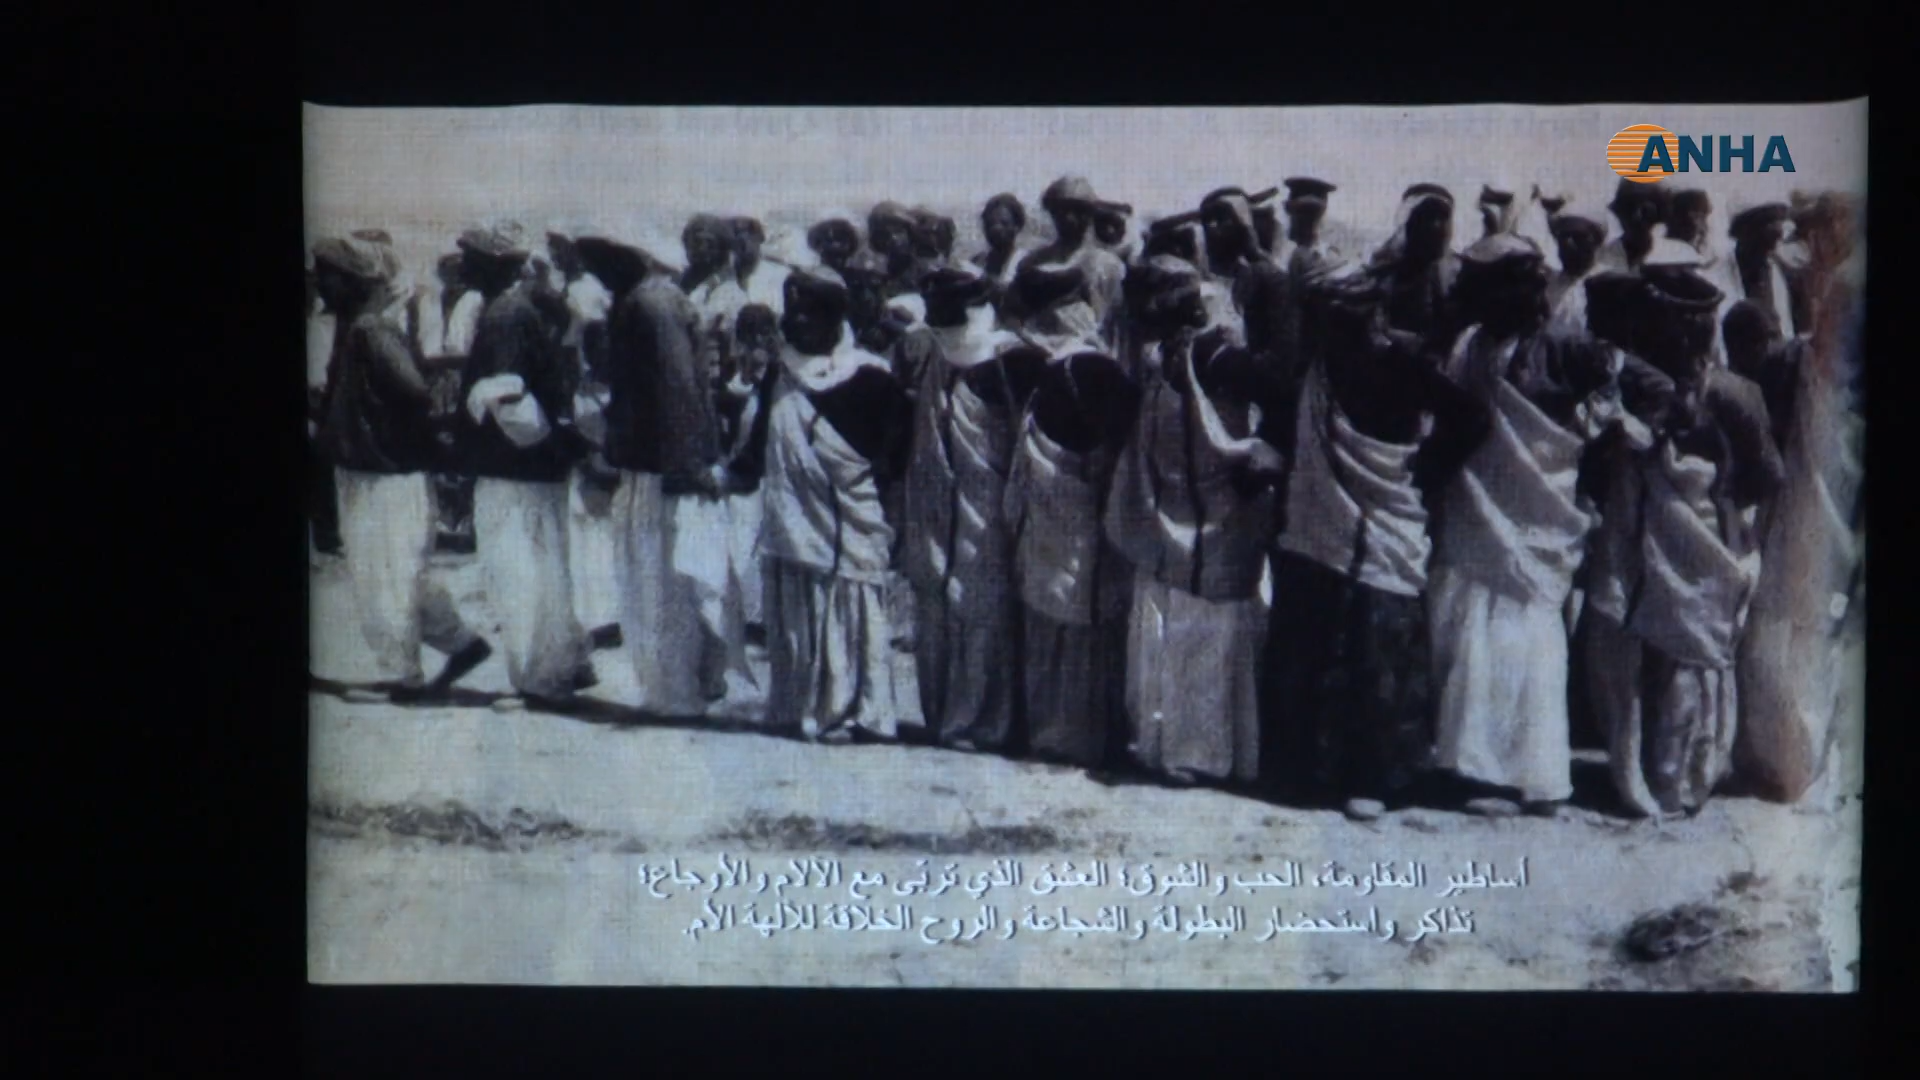 ANHA
أساطير المقاومة، الحب والشوق؛ العشق الذي تربّى مع الآلام والأوجاع؛
تذاكر واستحضار البطولة والشجاعة والروح الخلاقة للآلهة الأم.